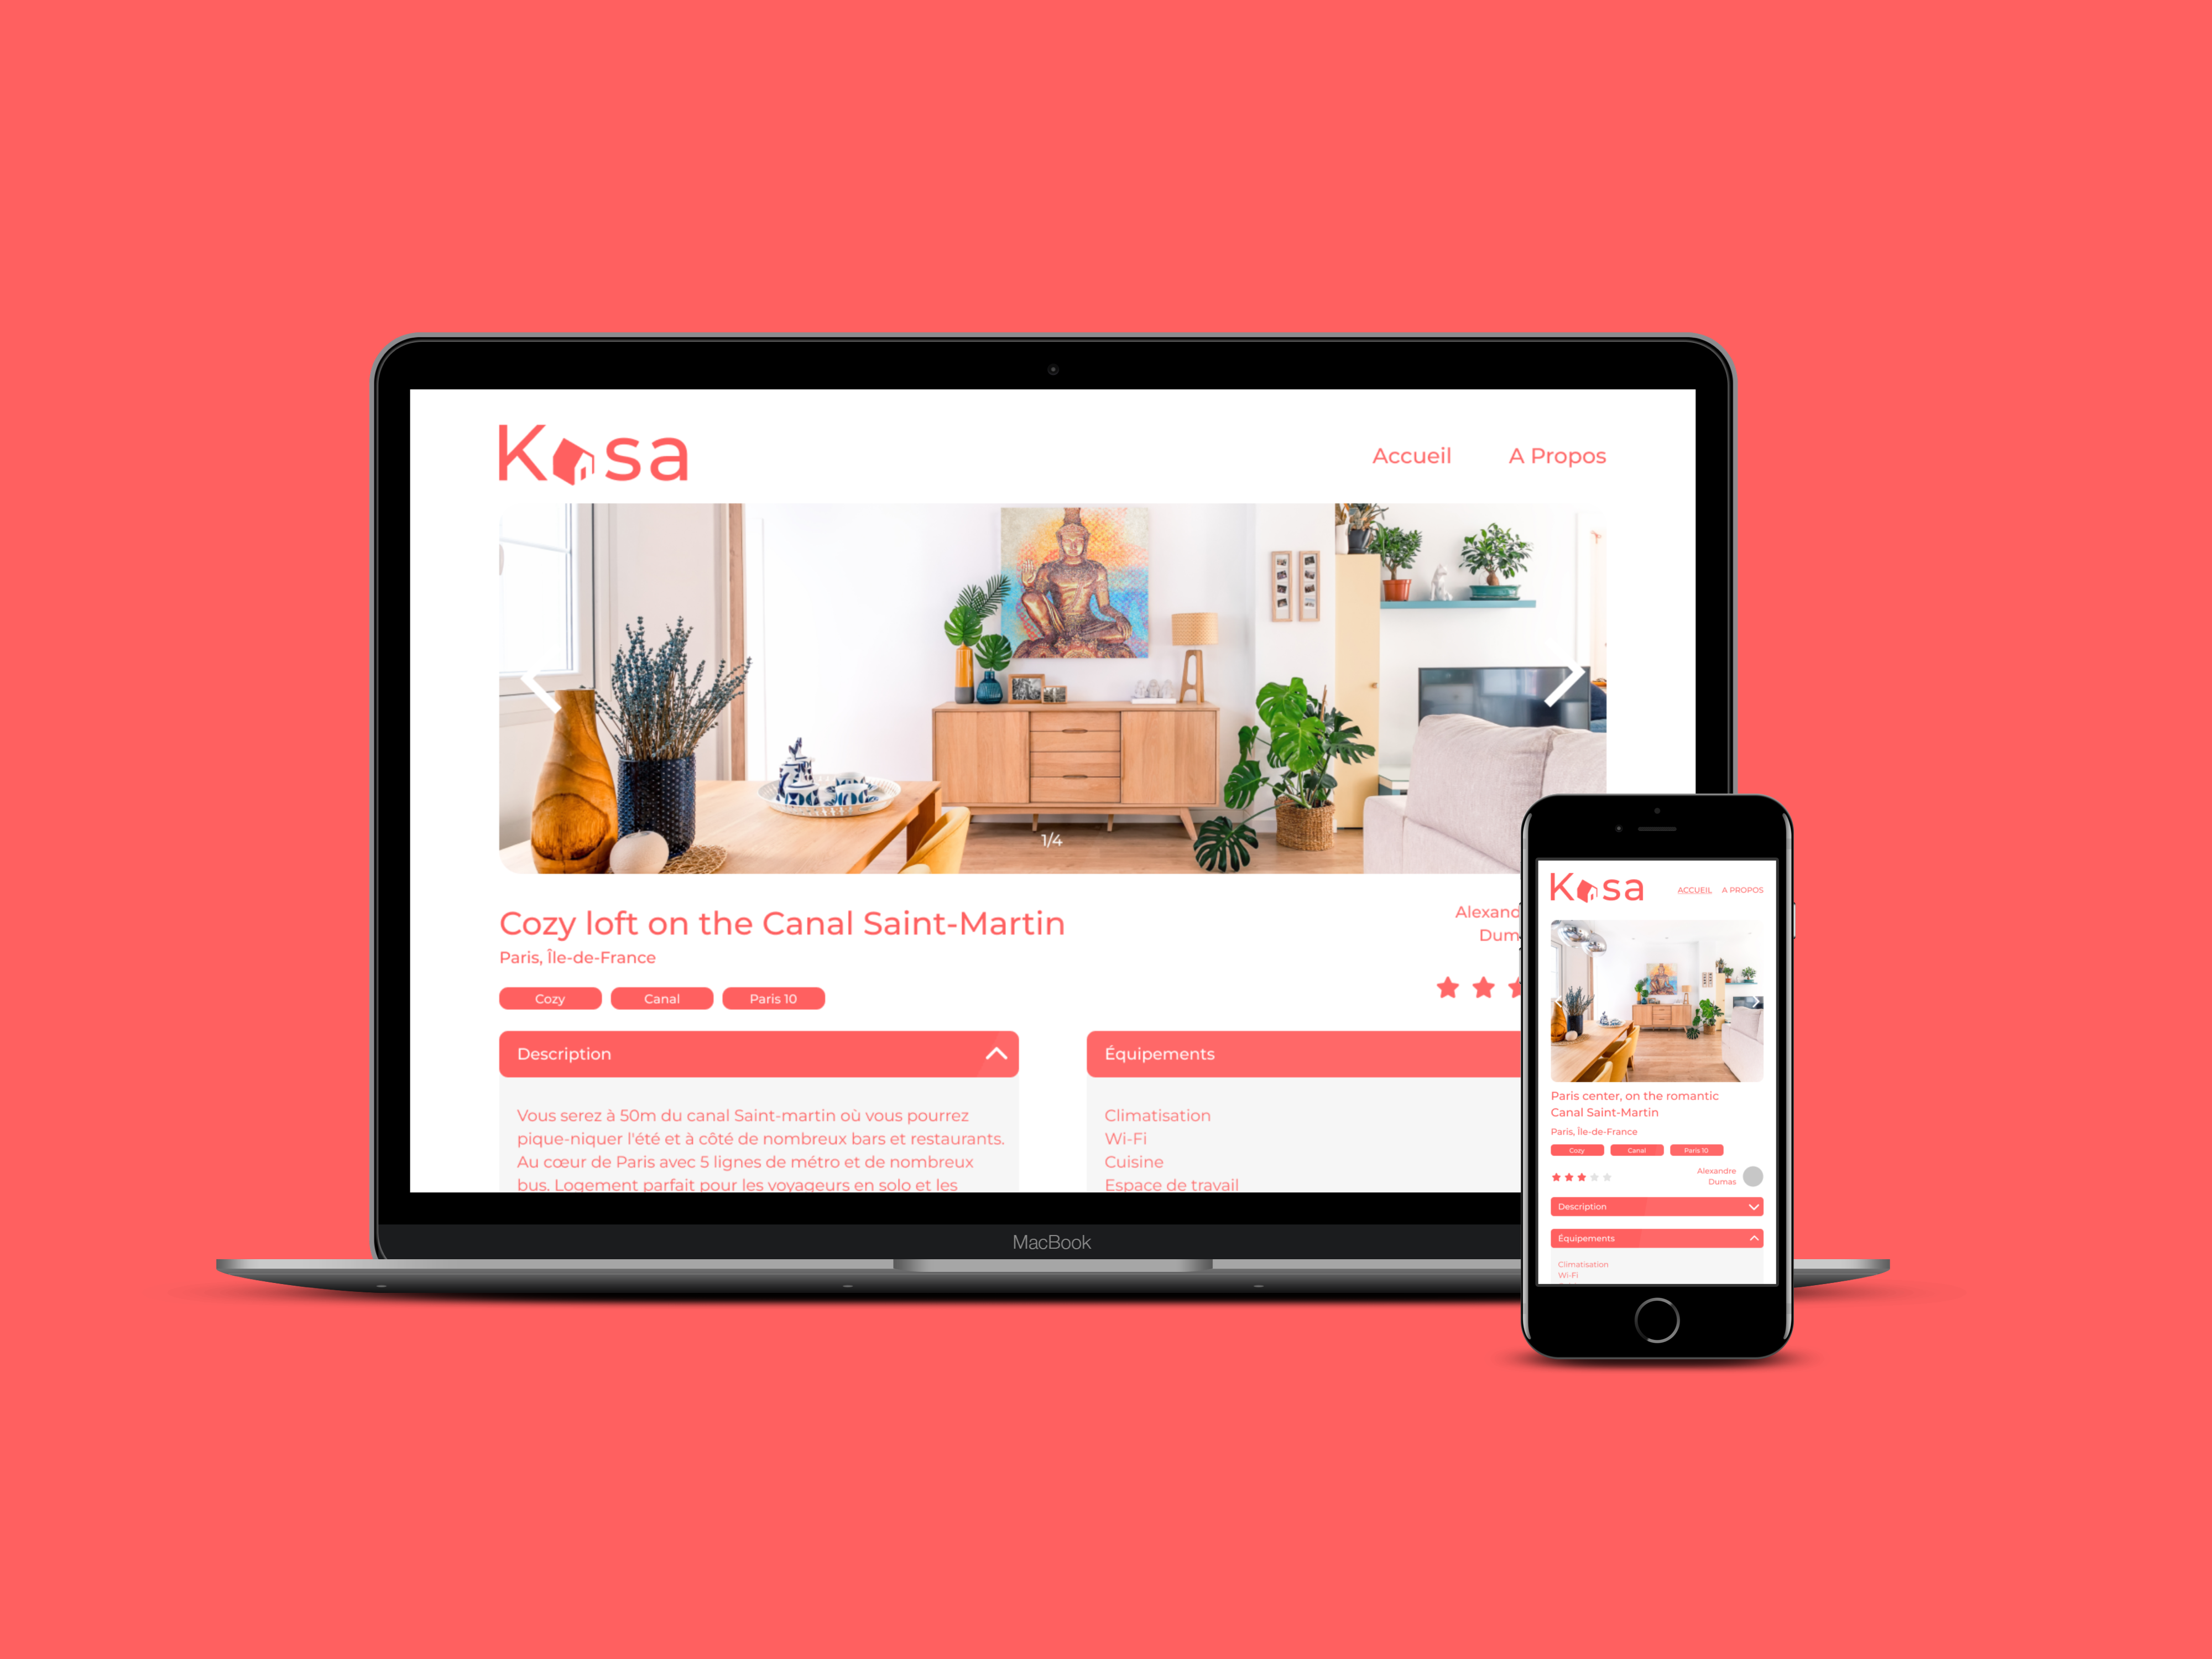 Kasa
Accueil A Propos
1/4
Cozy loft on the Canal Saint-Martin
Paris, Île-de-France
Cozy Canal Paris 10
Alexand
Dum
Description
Vous serez à 50m du canal Saint-martin où vous pourrez
pique-niquer l'été et à côté de nombreux bars et restaurants.
Au cœur de Paris avec 5 lignes de métro et de nombreux
bus. Logement parfait pour les voyageurs en solo et les
Équipements
Climatisation
Wi-Fi
Cuisine
Espace de travail
MacBook
Kasa
ACCUEIL A PROPOS
Paris center, on the romantic
Canal Saint-Martin
Paris, Île-de-France
Cozy Canal Paris 10
Alexandre
Dumas
Description
Équipements
Climatisation
Wi-Fi